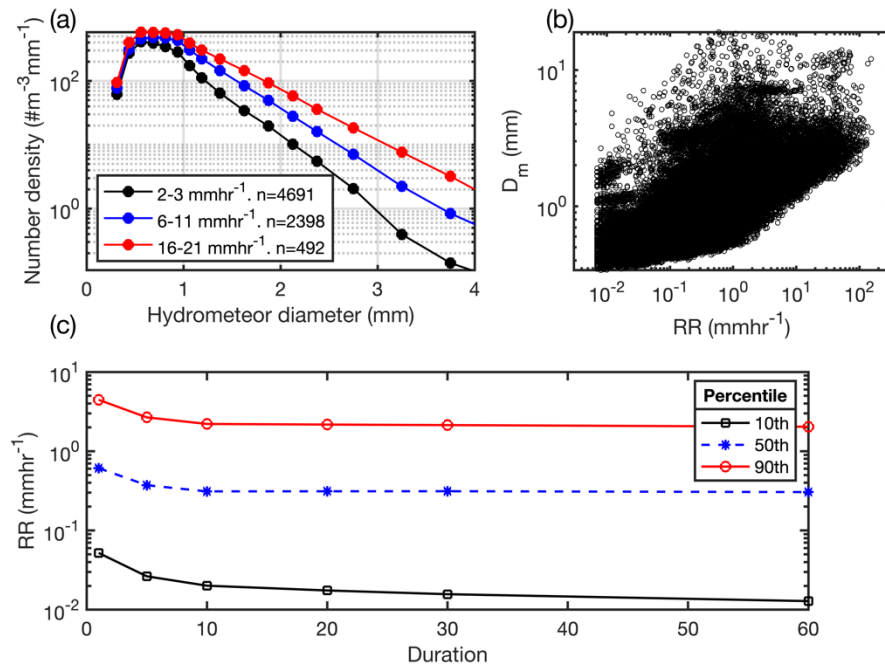 (a)
Number density (#m⁻³mm⁻¹)
10²
10⁰
2-3 mmhr⁻¹. n=4691
6-11 mmhr⁻¹. n=2398
16-21 mmhr⁻¹. n=492
0 1 2 3 4
Hydrometeor diameter (mm)
(b)
D_m (mm)
10¹
10⁰
10⁻² 10⁻¹ 10⁰ 10¹ 10²
RR (mmhr⁻¹)
(c)
RR (mmhr⁻¹)
10¹
10⁰
10⁻¹
10⁻²
Percentile
10th
50th
90th
0 10 20 30 40 50 60
Duration